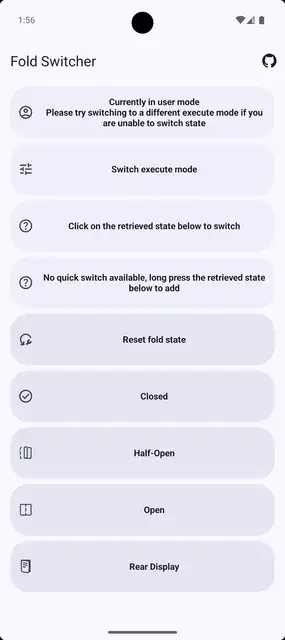 1:56
Fold Switcher
Currently in user mode
Please try switching to a different execute mode if you
are unable to switch state
Switch execute mode
Click on the retrieved state below to switch
No quick switch available, long press the retrieved state
below to add
Reset fold state
Closed
Half-Open
Open
Rear Display